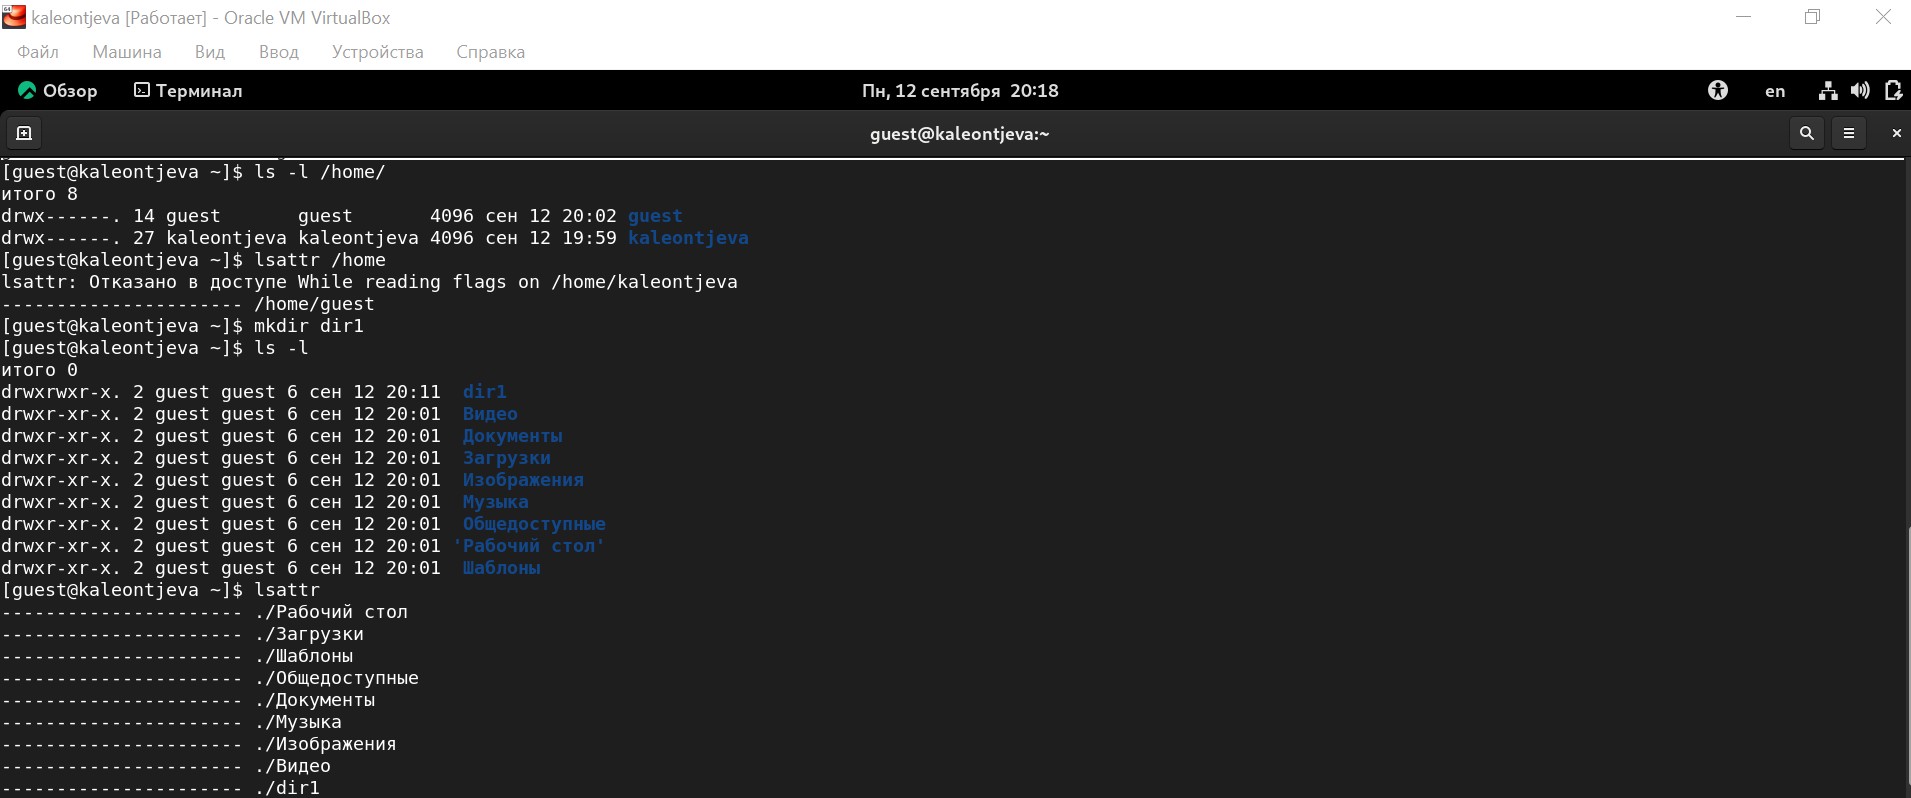 64
kaleontjeva [Работает] - Oracle VM VirtualBox
Файл Машина Вид Ввод Устройства Справка
Обзор Терминал Пн, 12 сентября 20:18 en
guest@kaleontjeva:~
[guest@kaleontjeva ~]$ ls -l /home/
итого 8
drwx------. 14 guest       guest       4096 сен 12 20:02 guest
drwx------. 27 kaleontjeva kaleontjeva 4096 сен 12 19:59 kaleontjeva
[guest@kaleontjeva ~]$ lsattr /home
lsattr: Отказано в доступе While reading flags on /home/kaleontjeva
---------------------- /home/guest
[guest@kaleontjeva ~]$ mkdir dir1
[guest@kaleontjeva ~]$ ls -l
итого 0
drwxrwxr-x. 2 guest guest 6 сен 12 20:11  dir1
drwxr-xr-x. 2 guest guest 6 сен 12 20:01  Видео
drwxr-xr-x. 2 guest guest 6 сен 12 20:01  Документы
drwxr-xr-x. 2 guest guest 6 сен 12 20:01  Загрузки
drwxr-xr-x. 2 guest guest 6 сен 12 20:01  Изображения
drwxr-xr-x. 2 guest guest 6 сен 12 20:01  Музыка
drwxr-xr-x. 2 guest guest 6 сен 12 20:01  Общедоступные
drwxr-xr-x. 2 guest guest 6 сен 12 20:01 'Рабочий стол'
drwxr-xr-x. 2 guest guest 6 сен 12 20:01  Шаблоны
[guest@kaleontjeva ~]$ lsattr
---------------------- ./Рабочий стол
---------------------- ./Загрузки
---------------------- ./Шаблоны
---------------------- ./Общедоступные
---------------------- ./Документы
---------------------- ./Музыка
---------------------- ./Изображения
---------------------- ./Видео
---------------------- ./dir1